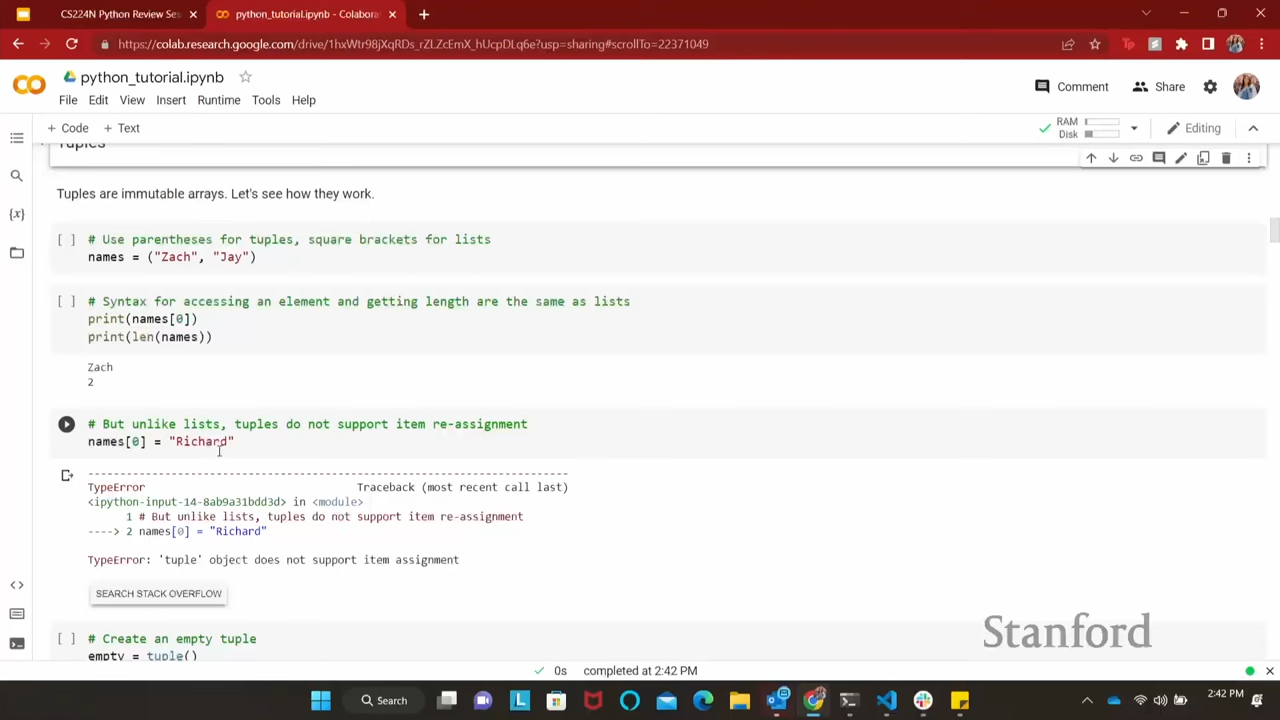 CS224N Python Review Ses
python_tutorial.ipynb - Colabora
https://colab.research.google.com/drive/1hxWtr98jXqRDs_rZLZcEmX_hUcpDLq6e?usp=sharing#scrollTo=22371049
python_tutorial.ipynb
Comment
Share
File Edit View Insert Runtime Tools Help
+ Code + Text
RAM
Disk
Editing
Tuples
Tuples are immutable arrays. Let's see how they work.
[ ] # Use parentheses for tuples, square brackets for lists
names = ("Zach", "Jay")
[ ] # Syntax for accessing an element and getting length are the same as lists
print(names[0])
print(len(names))
Zach
2
# But unlike lists, tuples do not support item re-assignment
names[0] = "Richard"
---------------------------------------------------------------------------
TypeError Traceback (most recent call last)
<ipython-input-14-8ab9a31bdd3d> in <module>
1 # But unlike lists, tuples do not support item re-assignment
----> 2 names[0] = "Richard"
TypeError: 'tuple' object does not support item assignment
SEARCH STACK OVERFLOW
[ ] # Create an empty tuple
empty = tuple()
Stanford
0s completed at 2:42 PM
Search
2:42 PM